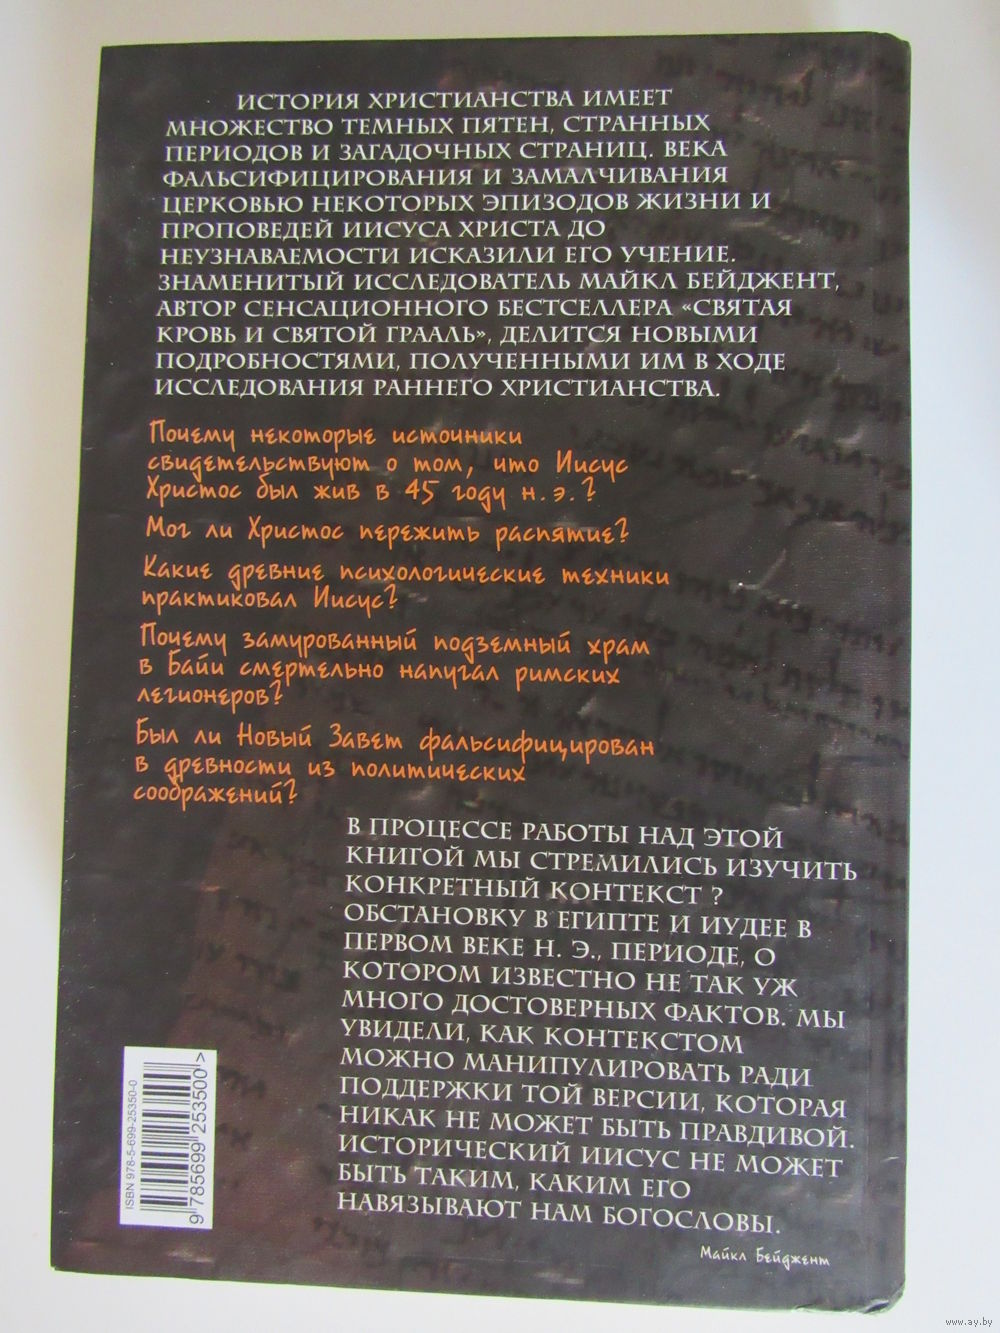 ИСТОРИЯ ХРИСТИАНСТВА ИМЕЕТ
МНОЖЕСТВО ТЕМНЫХ ПЯТЕН, СТРАННЫХ
ПЕРИОДОВ И ЗАГАДОЧНЫХ СТРАНИЦ. ВЕКА
ФАЛЬСИФИЦИРОВАНИЯ И ЗАМАЛЧИВАНИЯ
ЦЕРКОВЬЮ НЕКОТОРЫХ ЭПИЗОДОВ ЖИЗНИ И
ПРОПОВЕДЕЙ ИИСУСА ХРИСТА ДО
НЕУЗНАВАЕМОСТИ ИСКАЗИЛИ ЕГО УЧЕНИЕ.
ЗНАМЕНИТЫЙ ИССЛЕДОВАТЕЛЬ МАЙКЛ БЕЙДЖЕНТ,
АВТОР СЕНСАЦИОННОГО БЕСТСЕЛЛЕРА «СВЯТАЯ
КРОВЬ И СВЯТОЙ ГРААЛЬ», ДЕЛИТСЯ НОВЫМИ
ПОДРОБНОСТЯМИ, ПОЛУЧЕННЫМИ ИМ В ХОДЕ
ИССЛЕДОВАНИЯ РАННЕГО ХРИСТИАНСТВА.
Почему некоторые источники
свидетельствуют о том, что Иисус
Христос был жив в 45 году н. э.?
Мог ли Христос пережить распятие?
Какие древние психологические техники
практиковал Иисус?
Почему замурованный подземный храм
в Байи смертельно напугал римских
легионеров?
Был ли Новый Завет фальсифицирован
в древности из политических
соображений?
В ПРОЦЕССЕ РАБОТЫ НАД ЭТОЙ
КНИГОЙ МЫ СТРЕМИЛИСЬ ИЗУЧИТЬ
КОНКРЕТНЫЙ КОНТЕКСТ ?
ОБСТАНОВКУ В ЕГИПТЕ И ИУДЕЕ В
ПЕРВОМ ВЕКЕ Н. Э., ПЕРИОДЕ, О
КОТОРОМ ИЗВЕСТНО НЕ ТАК УЖ
МНОГО ДОСТОВЕРНЫХ ФАКТОВ. МЫ
УВИДЕЛИ, КАК КОНТЕКСТОМ
МОЖНО МАНИПУЛИРОВАТЬ РАДИ
ПОДДЕРЖКИ ТОЙ ВЕРСИИ, КОТОРАЯ
НИКАК НЕ МОЖЕТ БЫТЬ ПРАВДИВОЙ.
ИСТОРИЧЕСКИЙ ИИСУС НЕ МОЖЕТ
БЫТЬ ТАКИМ, КАКИМ ЕГО
НАВЯЗЫВАЮТ НАМ БОГОСЛОВЫ.
Майкл Бейджент
ISBN 978-5-699-25350-0
9 785699 253500 >
www.ay.by